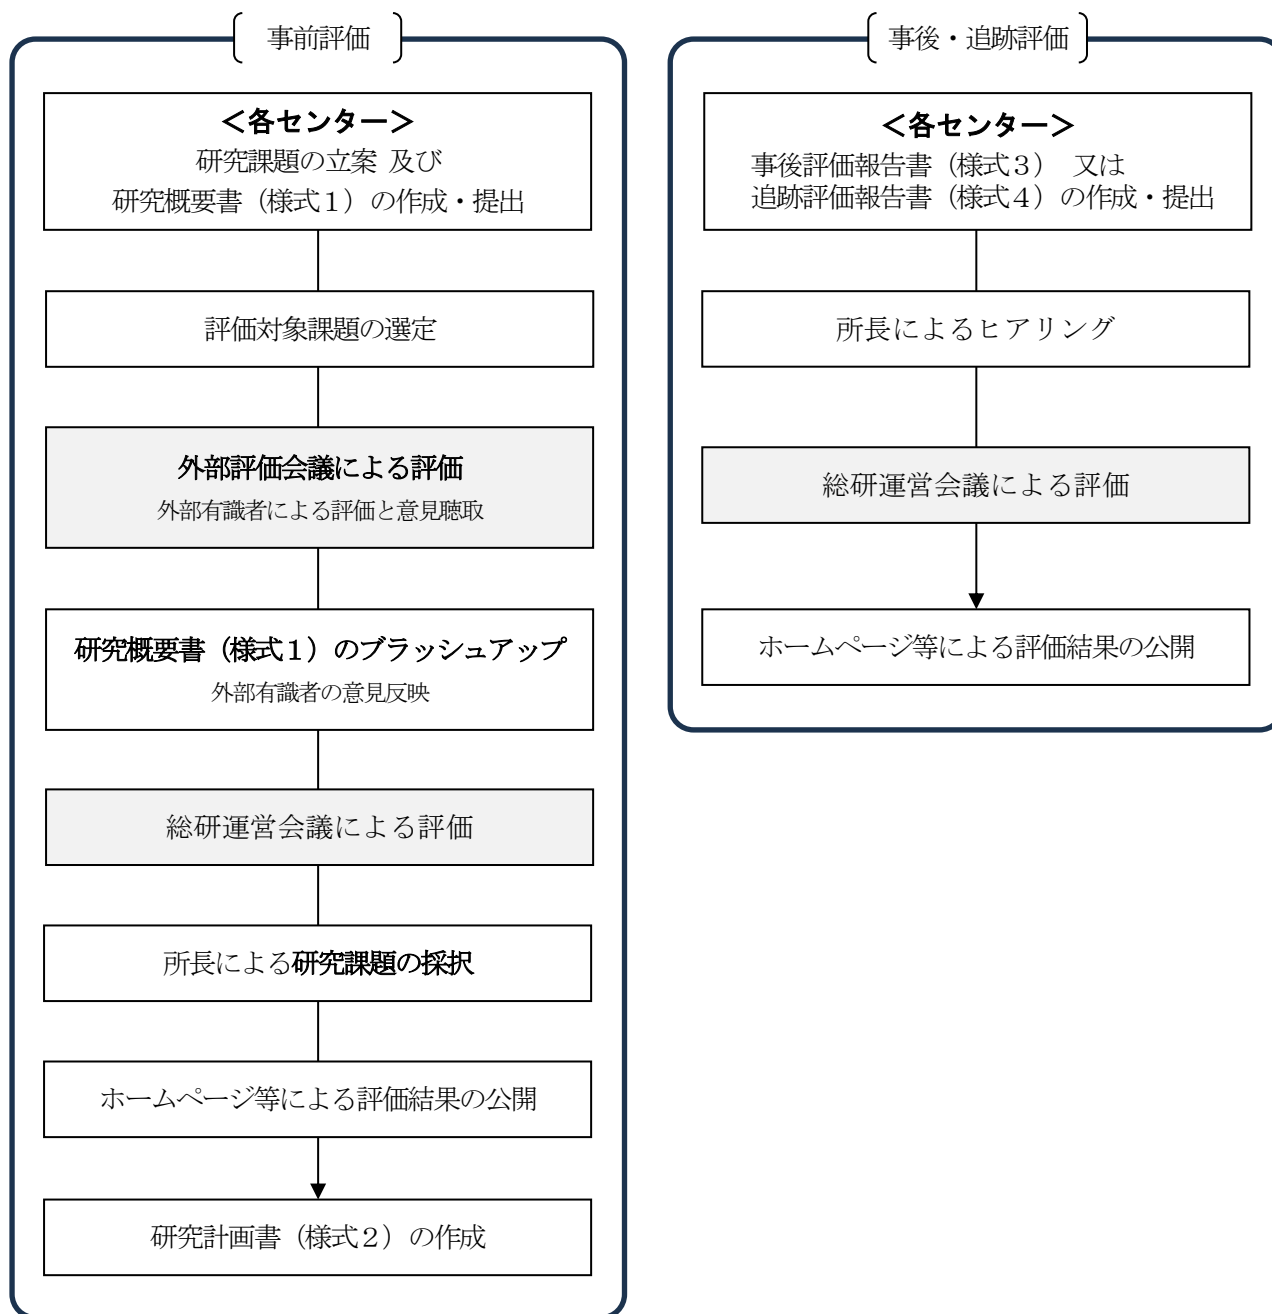 事前評価
＜各センター＞
研究課題の立案 及び
研究概要書（様式１）の作成・提出
評価対象課題の選定
外部評価会議による評価
外部有識者による評価と意見聴取
研究概要書（様式１）のブラッシュアップ
外部有識者の意見反映
総研運営会議による評価
所長による研究課題の採択
ホームページ等による評価結果の公開
研究計画書（様式２）の作成
事後・追跡評価
＜各センター＞
事後評価報告書（様式３） 又は
追跡評価報告書（様式４）の作成・提出
所長によるヒアリング
総研運営会議による評価
ホームページ等による評価結果の公開